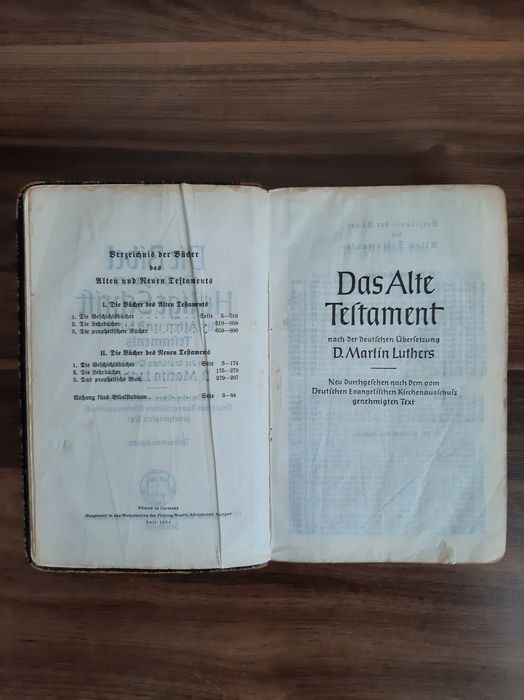 Verzeichnis der Bücher
des
Alten und Neuen Testaments
I. Die Bücher des Alten Testaments
1. Die Geschichtsbücher . . . . . . . Seite 5—518
2. Die Lehrbücher . . . . . . . 519—658
3. Die prophetischen Bücher . . . . . . . 659—896
II. Die Bücher des Neuen Testaments
1. Die Geschichtsbücher . . . . . . . Seite 3—174
2. Die Lehrbücher . . . . . . . 175—279
3. Das prophetische Buch . . . . . . . 279—297
Anhang fürs Bibelstudium . . . . . Seite 3—84
Printed in Germany
Das Alte
Testament
nach der deutschen Übersetzung
D. Martin Luthers
Neu durchgesehen nach dem vom
Deutschen Evangelischen Kirchenausschuß
genehmigten Text